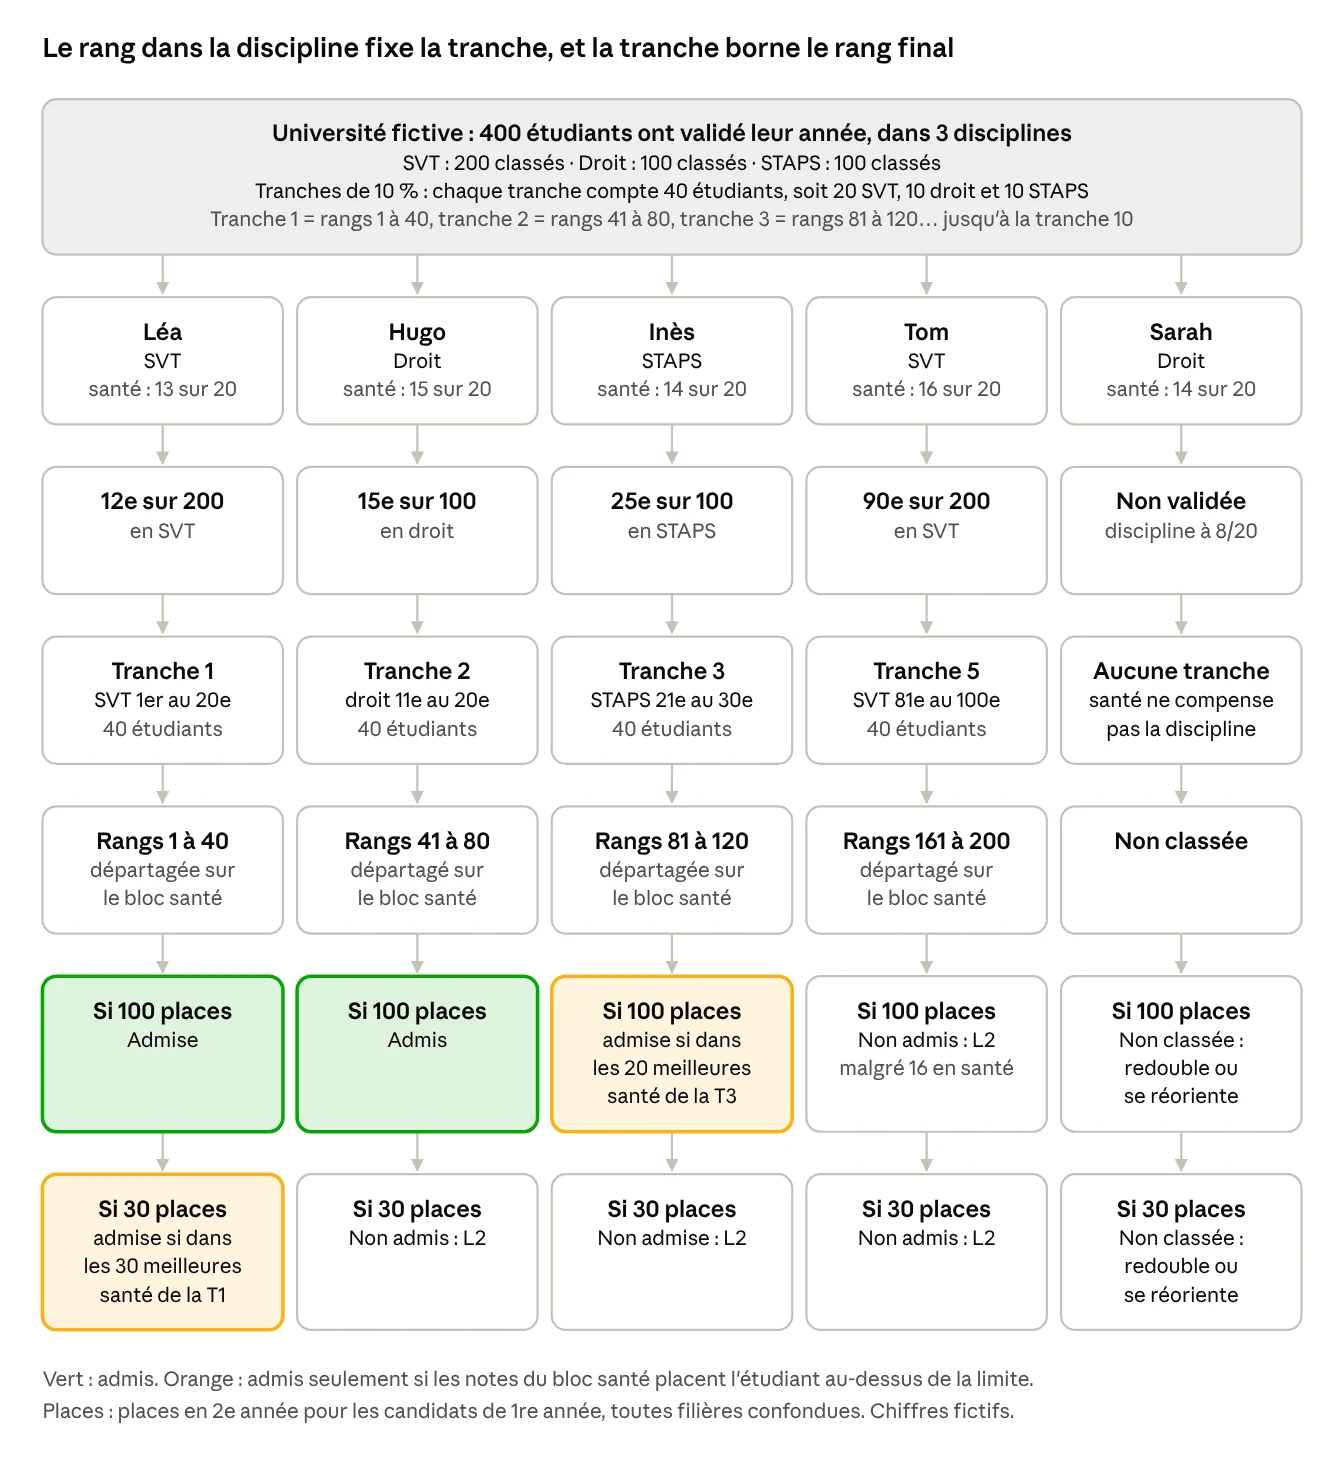 Le rang dans la discipline fixe la tranche, et la tranche borne le rang final
Université fictive : 400 étudiants ont validé leur année, dans 3 disciplines
SVT : 200 classés · Droit : 100 classés · STAPS : 100 classés
Tranches de 10 % : chaque tranche compte 40 étudiants, soit 20 SVT, 10 droit et 10 STAPS
Tranche 1 = rangs 1 à 40, tranche 2 = rangs 41 à 80, tranche 3 = rangs 81 à 120… jusqu'à la tranche 10
Léa
SVT
santé : 13 sur 20
Hugo
Droit
santé : 15 sur 20
Inès
STAPS
santé : 14 sur 20
Tom
SVT
santé : 16 sur 20
Sarah
Droit
santé : 14 sur 20
12e sur 200
en SVT
15e sur 100
en droit
25e sur 100
en STAPS
90e sur 200
en SVT
Non validée
discipline à 8/20
Tranche 1
SVT 1er au 20e
40 étudiants
Tranche 2
droit 11e au 20e
40 étudiants
Tranche 3
STAPS 21e au 30e
40 étudiants
Tranche 5
SVT 81e au 100e
40 étudiants
Aucune tranche
santé ne compense
pas la discipline
Rangs 1 à 40
départagée sur
le bloc santé
Rangs 41 à 80
départagé sur
le bloc santé
Rangs 81 à 120
départagée sur
le bloc santé
Rangs 161 à 200
départagé sur
le bloc santé
Non classée
Si 100 places
Admise
Si 100 places
Admis
Si 100 places
admise si dans
les 20 meilleures
santé de la T3
Si 100 places
Non admis : L2
malgré 16 en santé
Si 100 places
Non classée :
redouble ou
se réoriente
Si 30 places
admise si dans
les 30 meilleures
santé de la T1
Si 30 places
Non admis : L2
Si 30 places
Non admise : L2
Si 30 places
Non admis : L2
Si 30 places
Non classée :
redouble ou
se réoriente
Vert : admis. Orange : admis seulement si les notes du bloc santé placent l'étudiant au-dessus de la limite.
Places : places en 2e année pour les candidats de 1re année, toutes filières confondues. Chiffres fictifs.